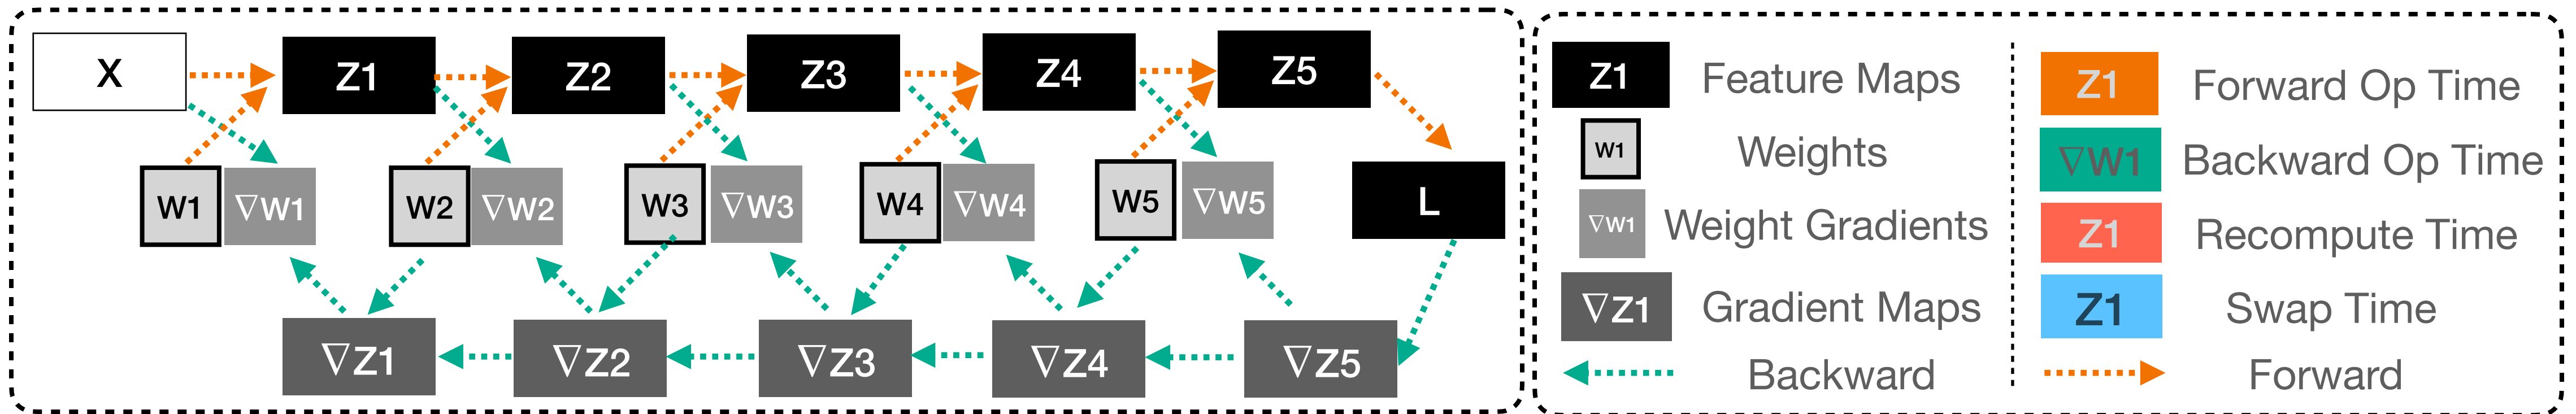 X Z1 Z2 Z3 Z4 Z5
W1 ∇W1 W2 ∇W2 W3 ∇W3 W4 ∇W4 W5 ∇W5 L
∇Z1 ∇Z2 ∇Z3 ∇Z4 ∇Z5
Z1 Feature Maps
W1 Weights
∇W1 Weight Gradients
∇Z1 Gradient Maps
Backward
Z1 Forward Op Time
∇W1 Backward Op Time
Z1 Recompute Time
Z1 Swap Time
Forward